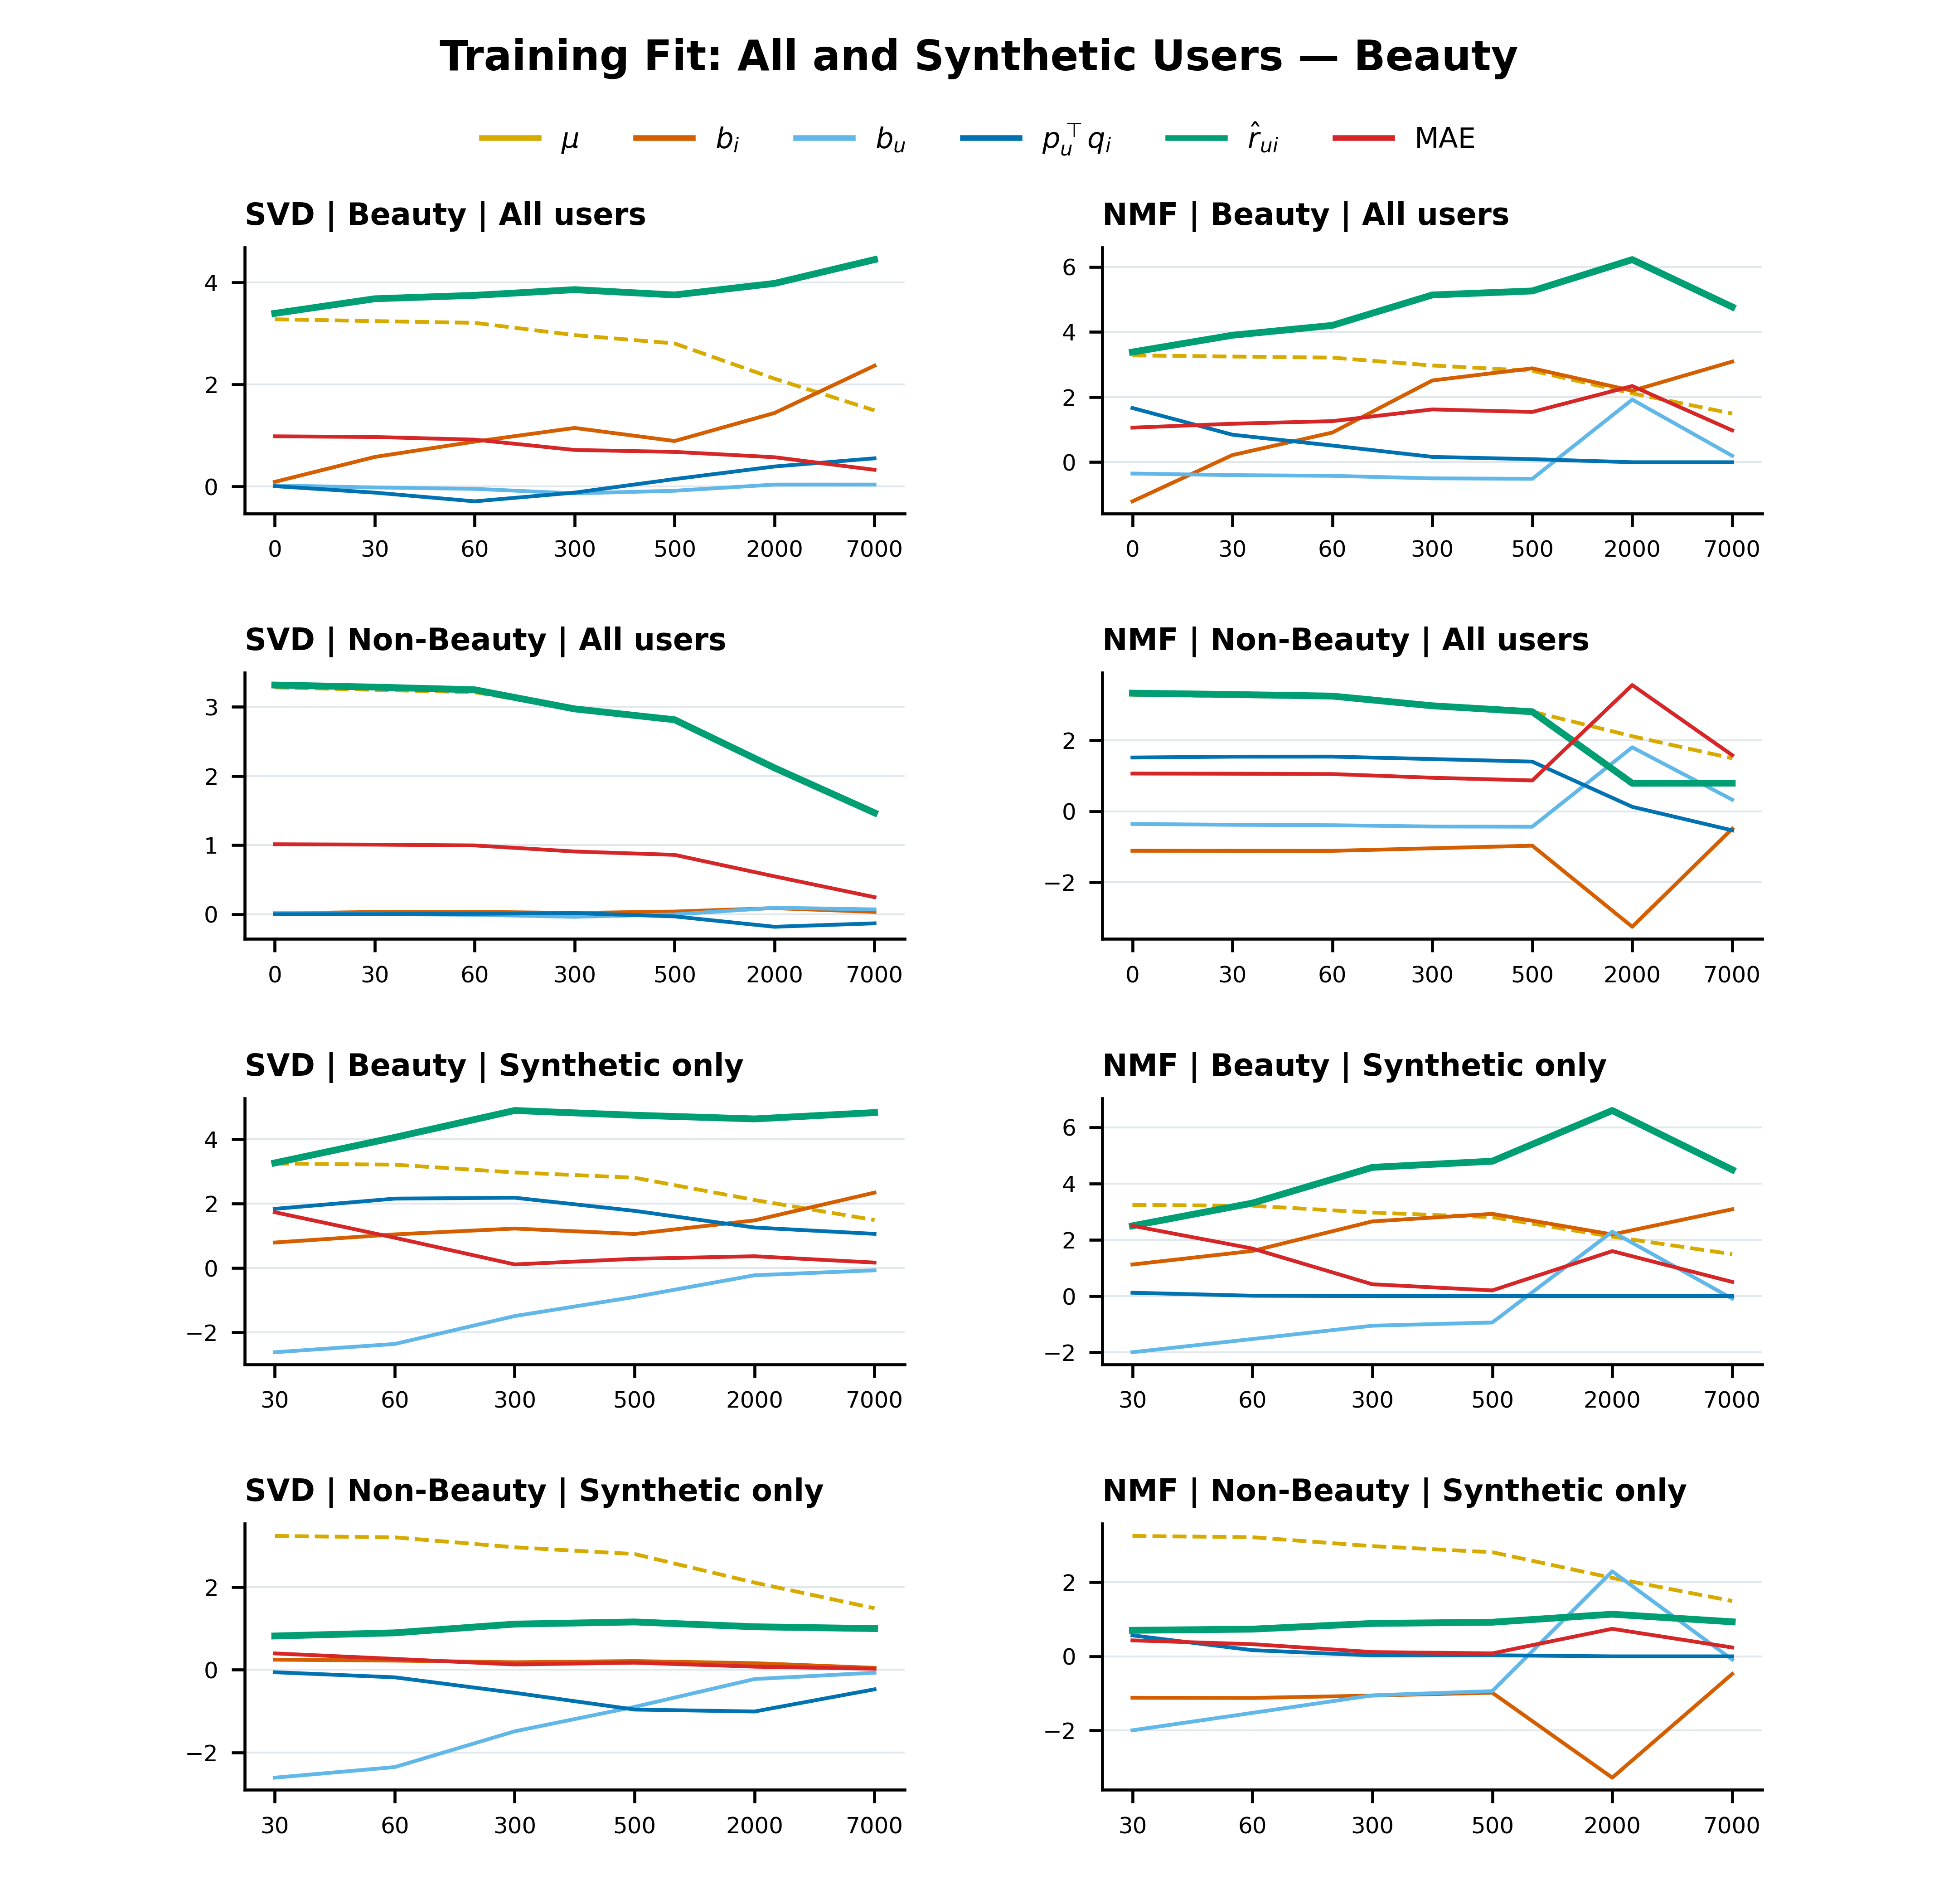 Training Fit: All and Synthetic Users — Beauty
μ b_i b_u p_u^⊤ q_i r̂_ui MAE
SVD | Beauty | All users
4
2
0
0 30 60 300 500 2000 7000
NMF | Beauty | All users
6
4
2
0
0 30 60 300 500 2000 7000
SVD | Non-Beauty | All users
3
2
1
0
0 30 60 300 500 2000 7000
NMF | Non-Beauty | All users
2
0
−2
0 30 60 300 500 2000 7000
SVD | Beauty | Synthetic only
4
2
0
−2
30 60 300 500 2000 7000
NMF | Beauty | Synthetic only
6
4
2
0
−2
30 60 300 500 2000 7000
SVD | Non-Beauty | Synthetic only
2
0
−2
30 60 300 500 2000 7000
NMF | Non-Beauty | Synthetic only
2
0
−2
30 60 300 500 2000 7000